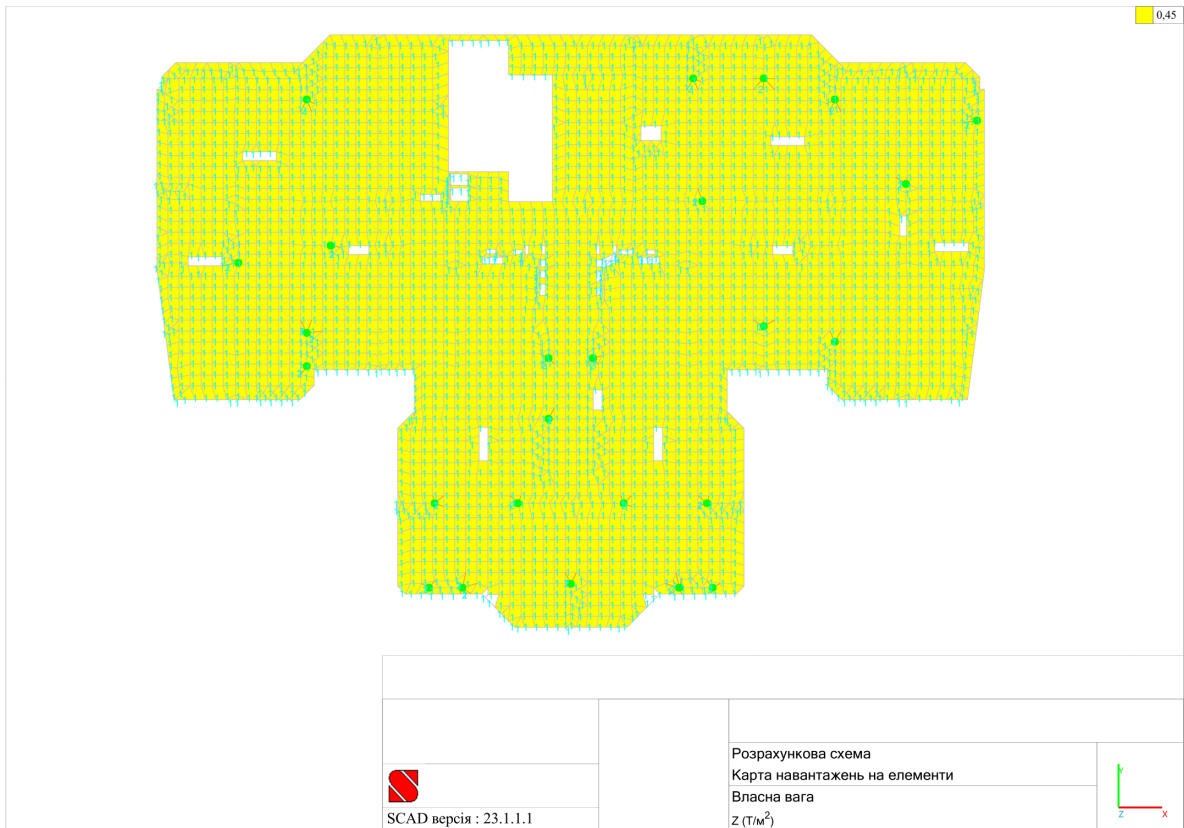 0,45
Розрахункова схема
Карта навантажень на елементи
Власна вага
Z (Т/м²)
SCAD версія : 23.1.1.1
Y
Z
X